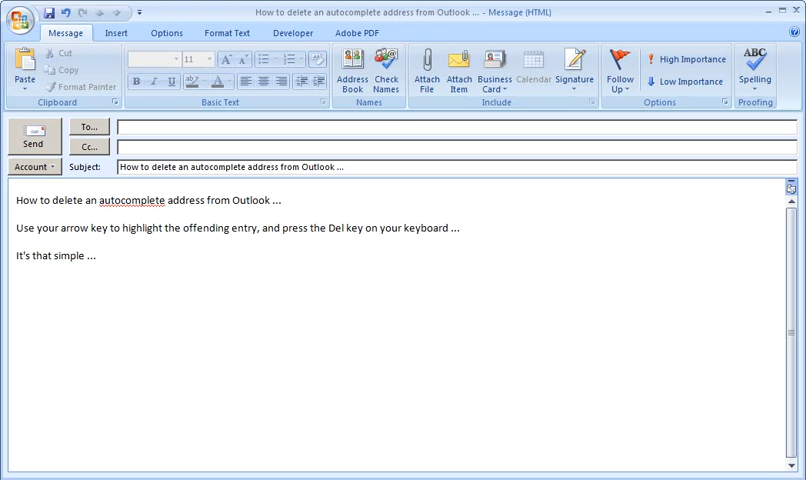 How to delete an autocomplete address from Outlook ... - Message (HTML)
Message Insert Options Format Text Developer Adobe PDF
Paste
Cut
Copy
Format Painter
Clipboard
11
B I U ab A
Basic Text
Address Book
Check Names
Names
Attach File
Attach Item
Business Card
Calendar
Signature
Include
Follow Up
High Importance
Low Importance
Options
ABC
Spelling
Proofing
Send
To...
Cc...
Account
Subject: How to delete an autocomplete address from Outlook ...
How to delete an autocomplete address from Outlook ...
Use your arrow key to highlight the offending entry, and press the Del key on your keyboard ...
It's that simple ...